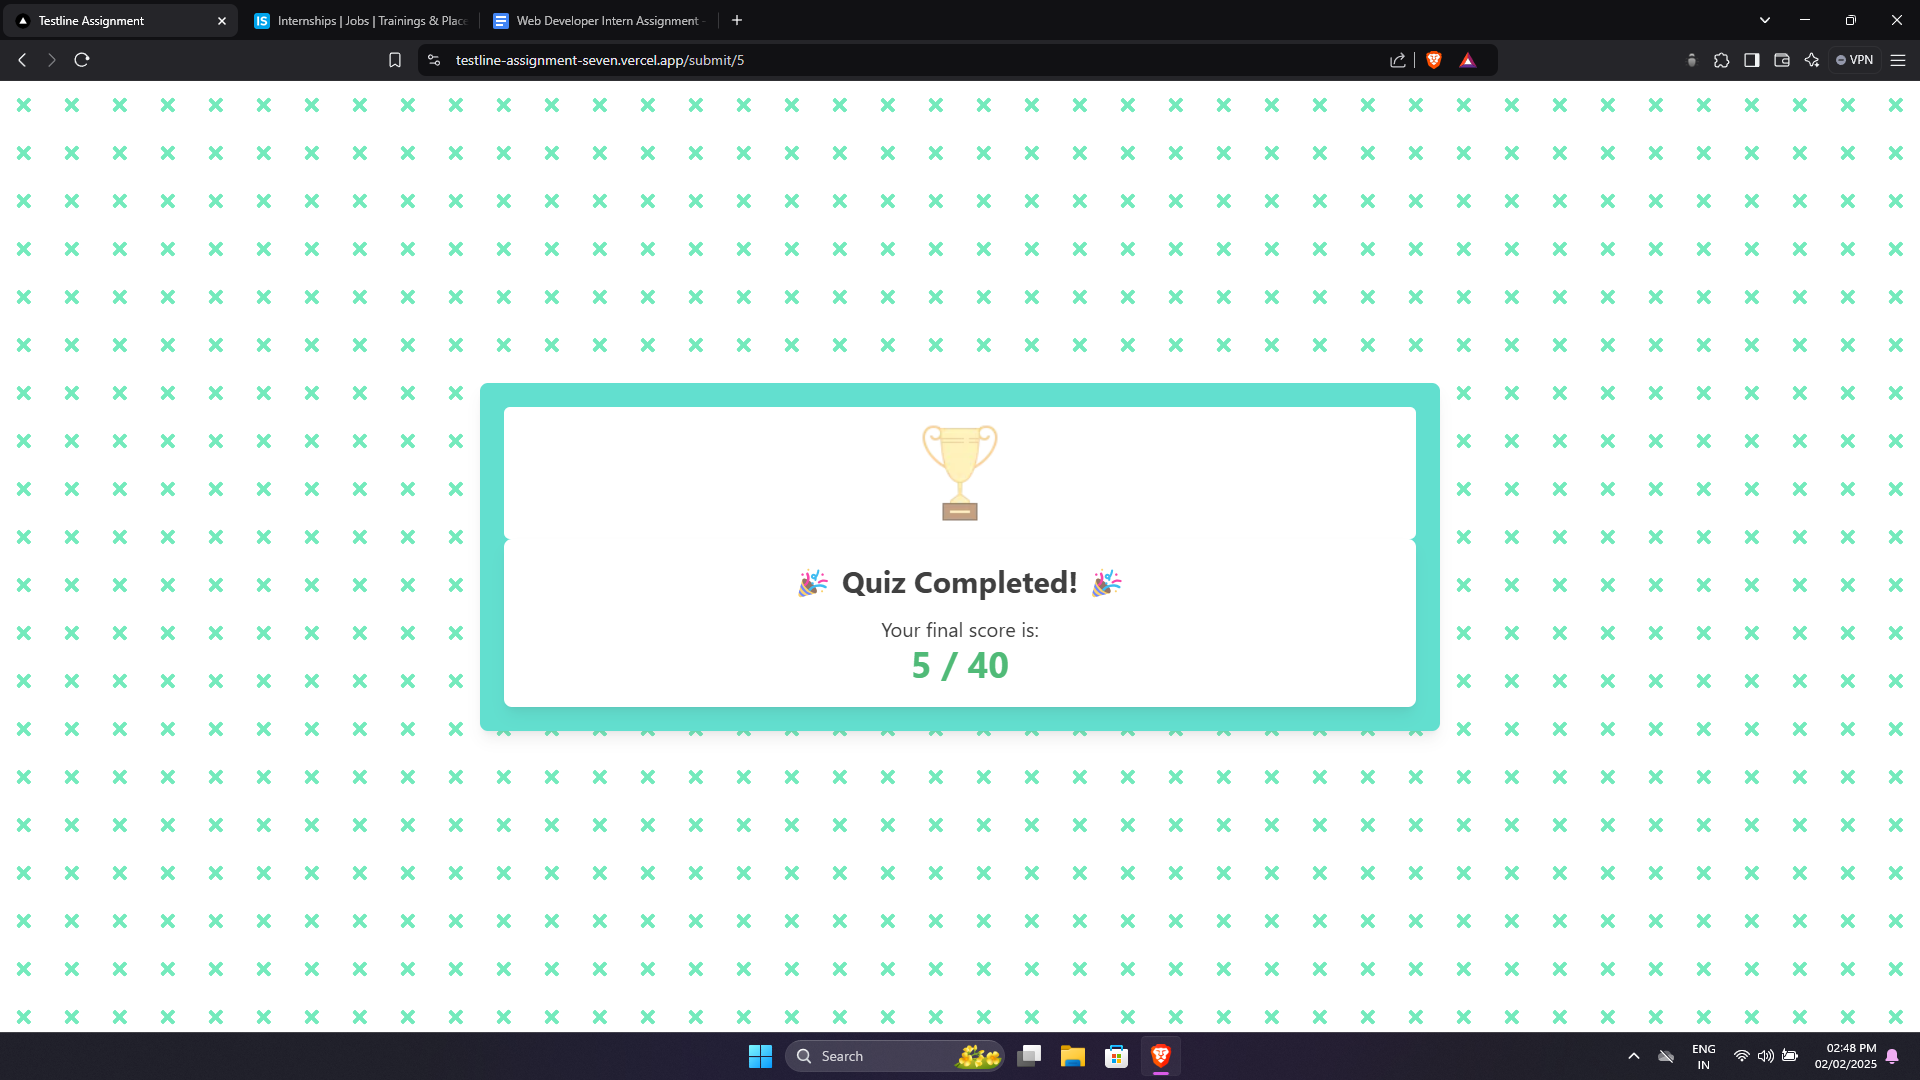 Testline Assignment
IS
Internships | Jobs | Trainings & Place
Web Developer Intern Assignment -
testline-assignment-seven.vercel.app/submit/5
VPN
🎉 Quiz Completed! 🎉
Your final score is:
5 / 40
Search
ENG
IN
02:48 PM
02/02/2025